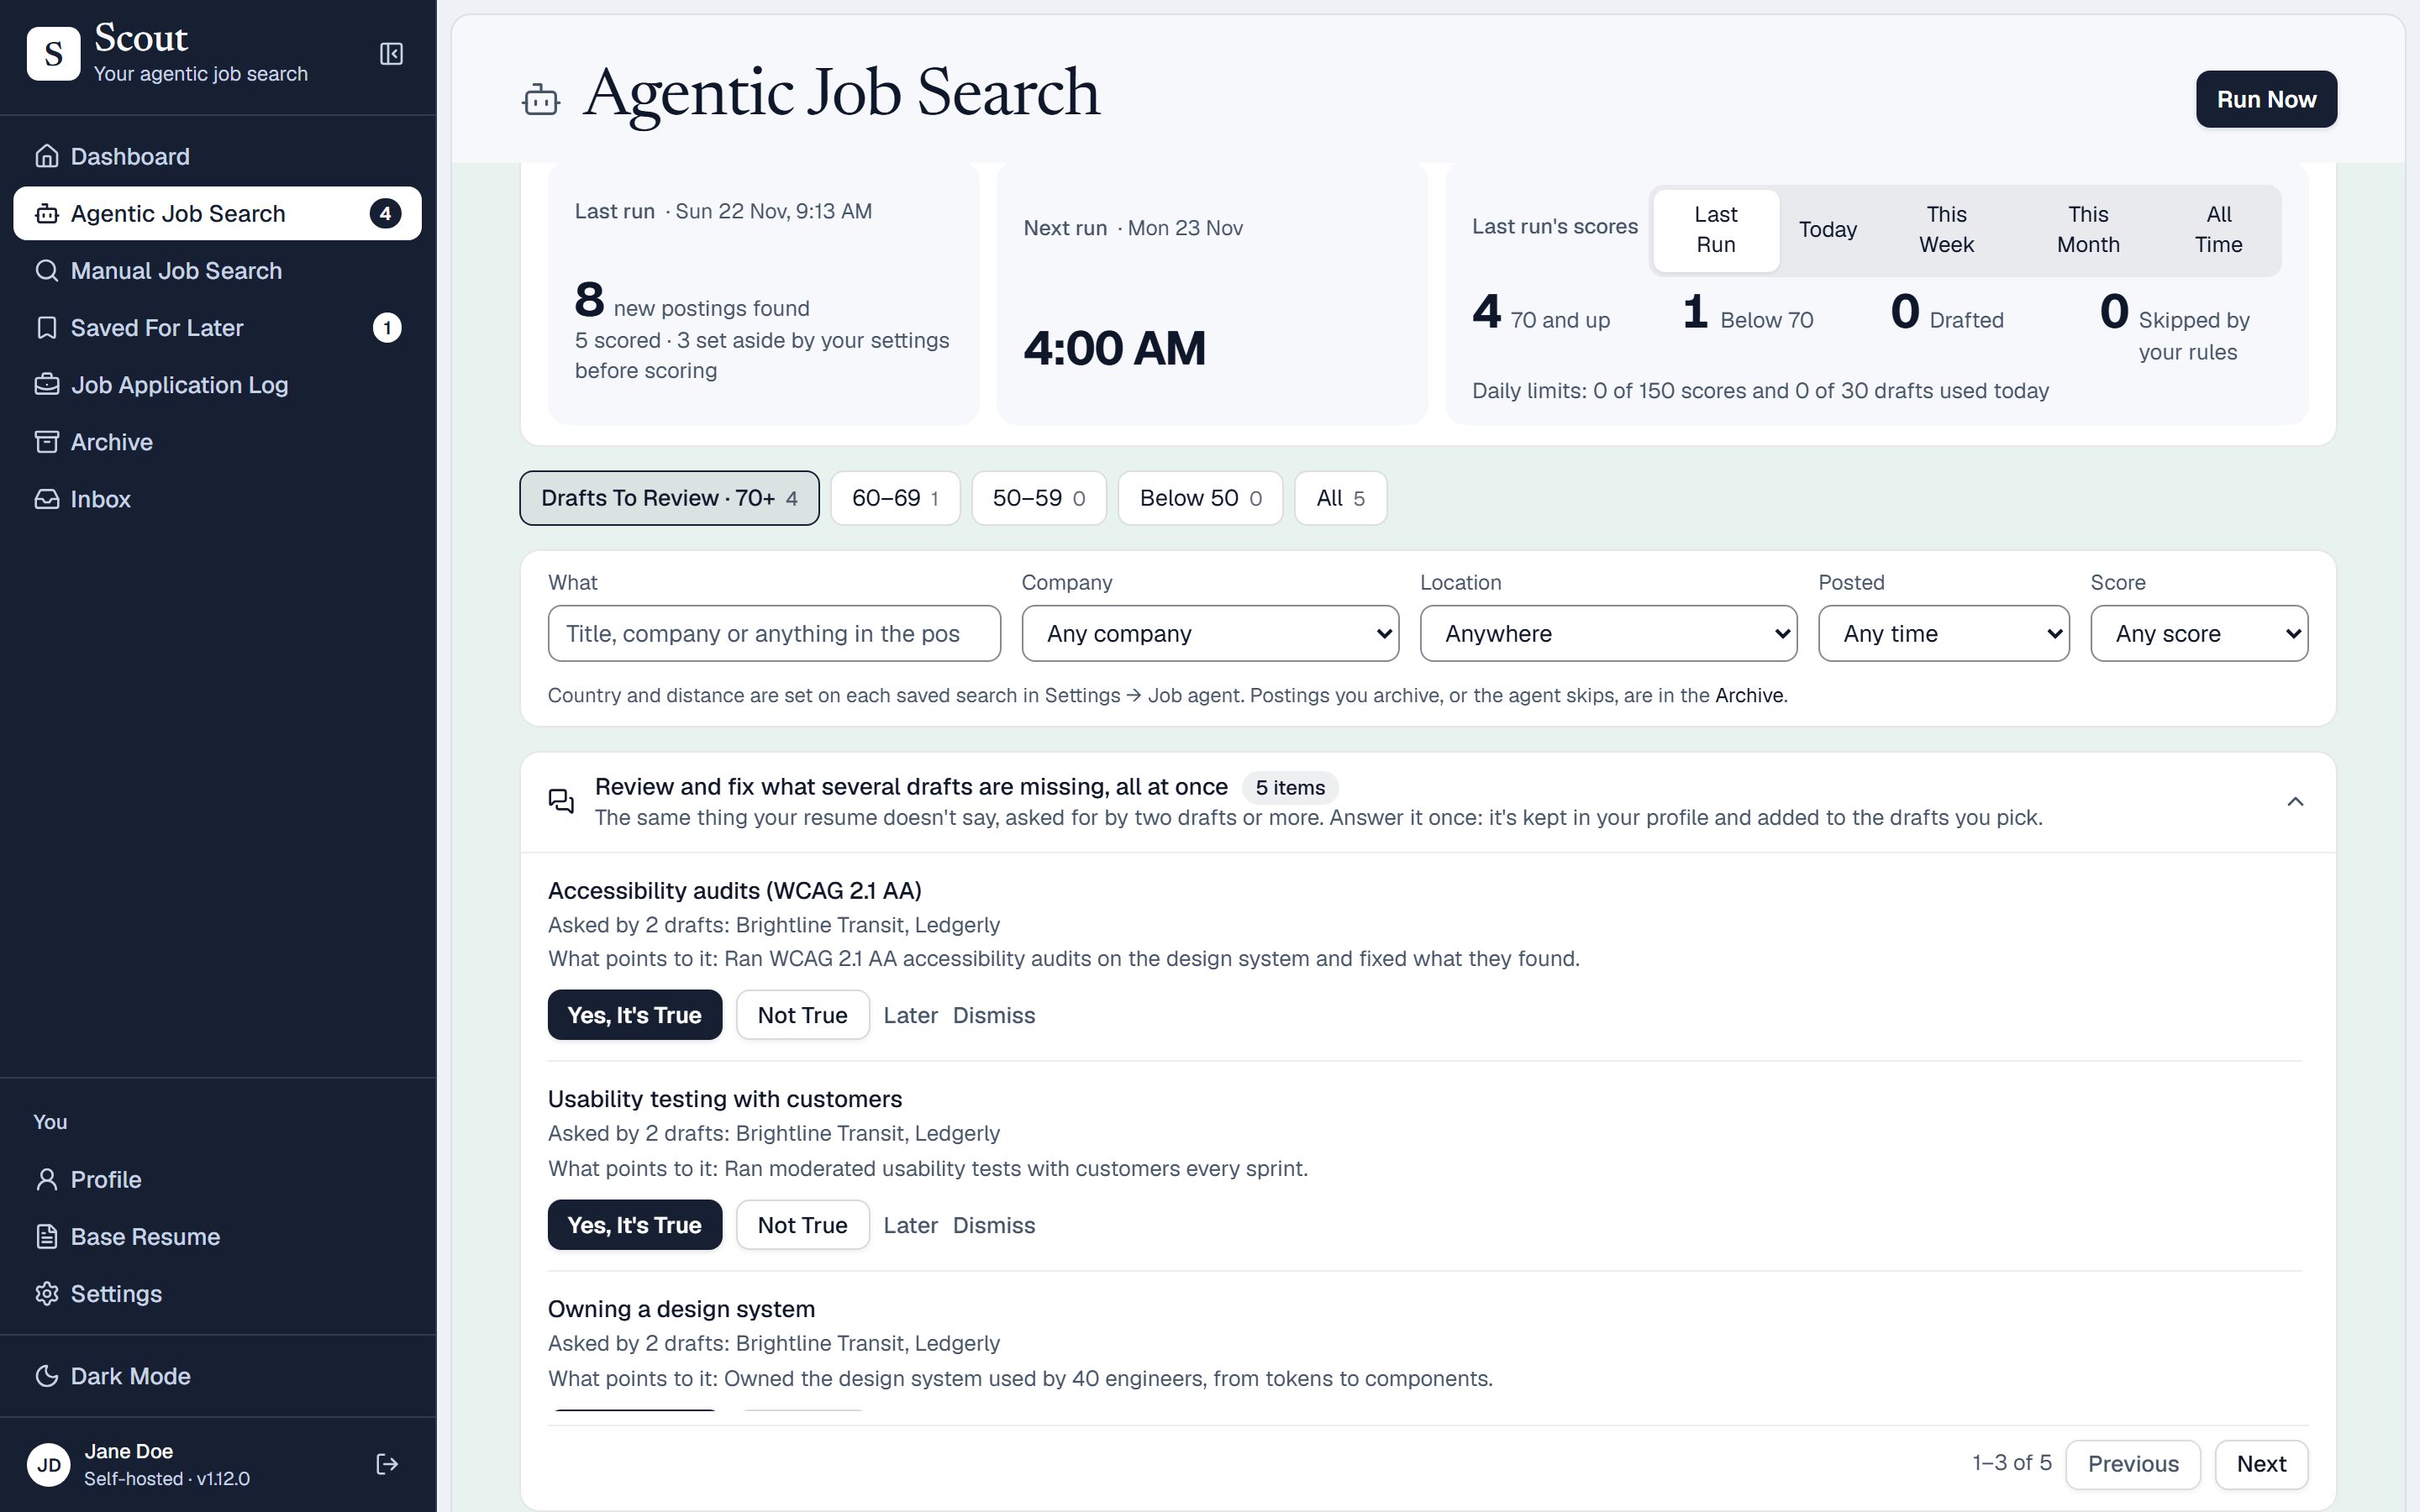 S
Scout
Your agentic job search
Dashboard
Agentic Job Search 4
Manual Job Search
Saved For Later 1
Job Application Log
Archive
Inbox
You
Profile
Base Resume
Settings
Dark Mode
JD
Jane Doe
Self-hosted · v1.12.0
Agentic Job Search
Run Now
Last run · Sun 22 Nov, 9:13 AM
8 new postings found
5 scored · 3 set aside by your settings
before scoring
Next run · Mon 23 Nov
4:00 AM
Last run's scores
Last
Run
Today
This
Week
This
Month
All
Time
4 70 and up
1 Below 70
0 Drafted
0 Skipped by
your rules
Daily limits: 0 of 150 scores and 0 of 30 drafts used today
Drafts To Review · 70+ 4
60–69 1
50–59 0
Below 50 0
All 5
What
Title, company or anything in the pos
Company
Any company
Location
Anywhere
Posted
Any time
Score
Any score
Country and distance are set on each saved search in Settings → Job agent. Postings you archive, or the agent skips, are in the Archive.
Review and fix what several drafts are missing, all at once 5 items
The same thing your resume doesn't say, asked for by two drafts or more. Answer it once: it's kept in your profile and added to the drafts you pick.
Accessibility audits (WCAG 2.1 AA)
Asked by 2 drafts: Brightline Transit, Ledgerly
What points to it: Ran WCAG 2.1 AA accessibility audits on the design system and fixed what they found.
Yes, It's True Not True Later Dismiss
Usability testing with customers
Asked by 2 drafts: Brightline Transit, Ledgerly
What points to it: Ran moderated usability tests with customers every sprint.
Yes, It's True Not True Later Dismiss
Owning a design system
Asked by 2 drafts: Brightline Transit, Ledgerly
What points to it: Owned the design system used by 40 engineers, from tokens to components.
1–3 of 5 Previous Next